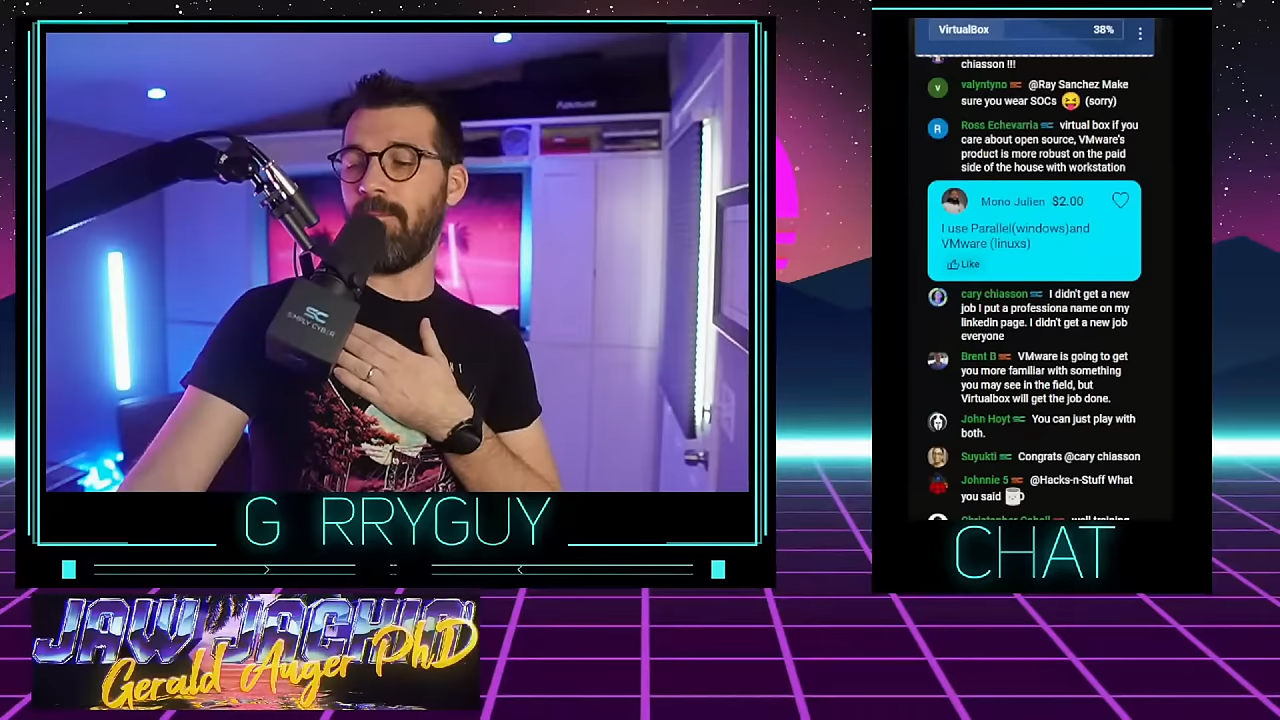 SIMPLY CYBER
G RRYGUY
JAW JACKIN'
Gerald Auger PhD
VirtualBox 38%
chiasson !!!
valyntyno @Ray Sanchez Make
sure you wear SOCs 😝 (sorry)
Ross Echevarria virtual box if you
care about open source, VMware's
product is more robust on the paid
side of the house with workstation
Mono Julien $2.00
I use Parallel(windows)and
VMware (linuxs)
Like
cary chiasson I didn't get a new
job I put a professiona name on my
linkedin page. I didn't get a new job
everyone
Brent B VMware is going to get
you more familiar with something
you may see in the field, but
Virtualbox will get the job done.
John Hoyt You can just play with
both.
Suyukti Congrats @cary chiasson
Johnnie 5 @Hacks-n-Stuff What
you said
CHAT